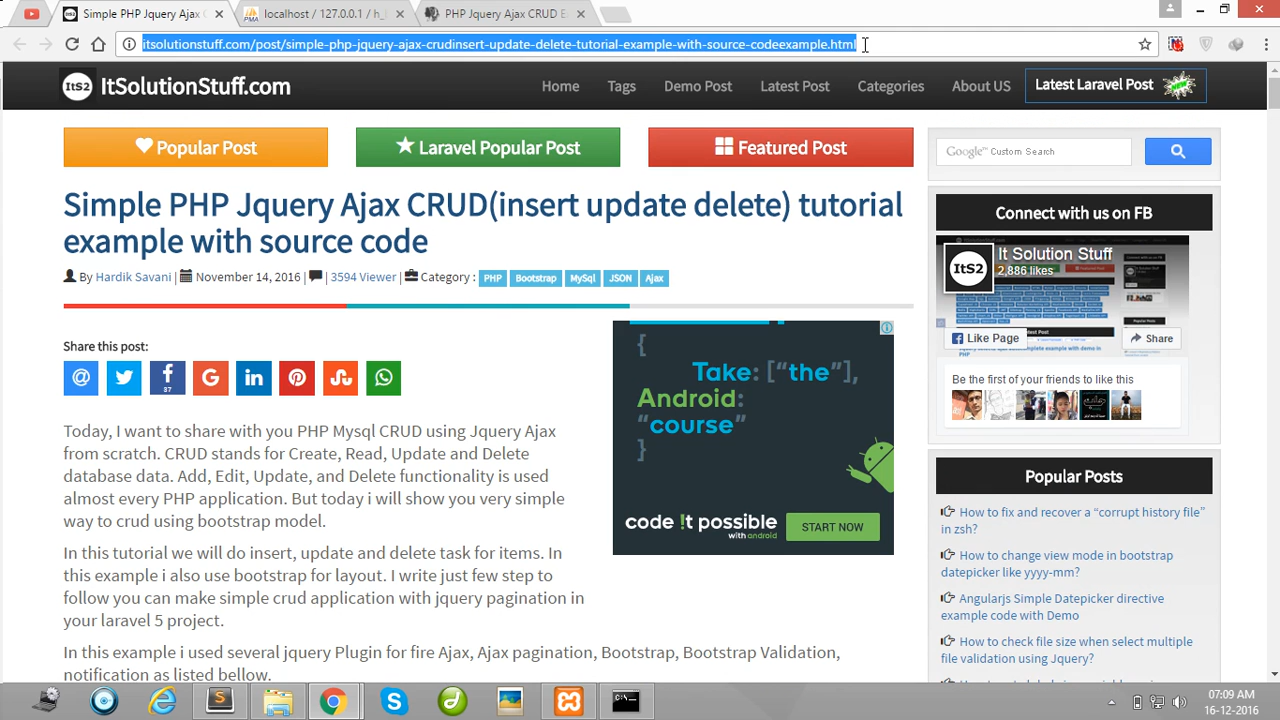 Simple PHP Jquery Ajax C
localhost / 127.0.0.1 / h_
PHP Jquery Ajax CRUD E
itsolutionstuff.com/post/simple-php-jquery-ajax-crudinsert-update-delete-tutorial-example-with-source-codeexample.html
ItS2 ItSolutionStuff.com
Home Tags Demo Post Latest Post Categories About US Latest Laravel Post
Popular Post
Laravel Popular Post
Featured Post
Google™ Custom Search
Simple PHP Jquery Ajax CRUD(insert update delete) tutorial
example with source code
By Hardik Savani | November 14, 2016 | 3594 Viewer | Category : PHP Bootstrap MySql JSON Ajax
Share this post:
37
Today, I want to share with you PHP Mysql CRUD using Jquery Ajax
from scratch. CRUD stands for Create, Read, Update and Delete
database data. Add, Edit, Update, and Delete functionality is used
almost every PHP application. But today i will show you very simple
way to crud using bootstrap model.
In this tutorial we will do insert, update and delete task for items. In
this example i also use bootstrap for layout. I write just few step to
follow you can make simple crud application with jquery pagination in
your laravel 5 project.
In this example i used several jquery Plugin for fire Ajax, Ajax pagination, Bootstrap, Bootstrap Validation,
notification as listed bellow.
{
Take: ["the"],
Android:
"course"
}
code !t possible
with android
START NOW
Connect with us on FB
ItS2
It Solution Stuff
2,886 likes
Like Page
Share
Be the first of your friends to like this
Popular Posts
How to fix and recover a "corrupt history file"
in zsh?
How to change view mode in bootstrap
datepicker like yyyy-mm?
Angularjs Simple Datepicker directive
example code with Demo
How to check file size when select multiple
file validation using Jquery?
07:09 AM
16-12-2016